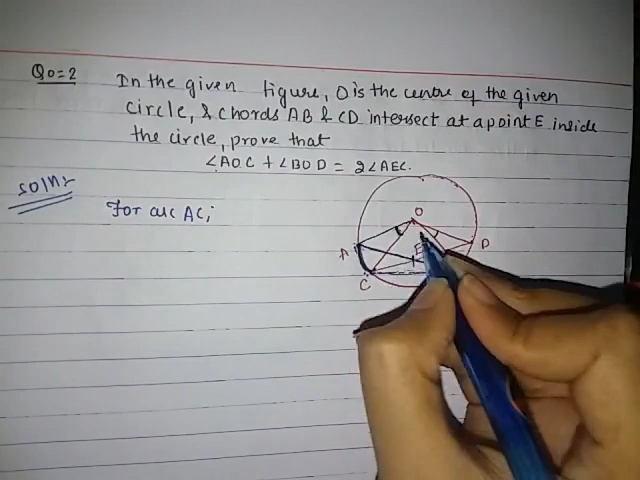 Qo=2 In the given figure, O is the centre of the given
circle, & chords AB & CD intersect at a point E inside
the circle, prove that
∠AOC + ∠BOD = 2∠AEC.
Soln:
For arc AC;
O
A
E
D
C